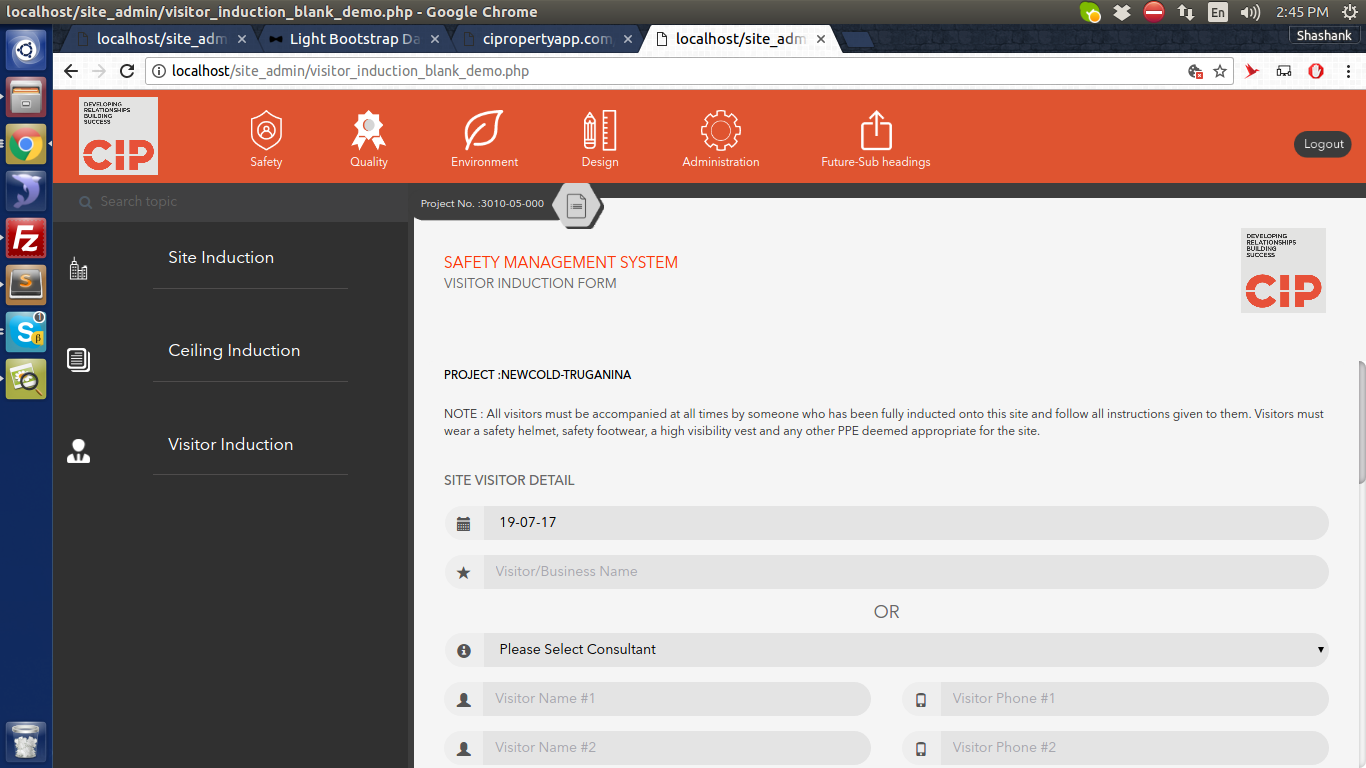 localhost/site_admin/visitor_induction_blank_demo.php - Google Chrome
En
2:45 PM
localhost/site_adm
Light Bootstrap Da
cipropertyapp.com
localhost/site_adm
Shashank
localhost/site_admin/visitor_induction_blank_demo.php
DEVELOPING
RELATIONSHIPS
BUILDING
SUCCESS
CIP
Safety
Quality
Environment
Design
Administration
Future-Sub headings
Logout
Search topic
Project No. :3010-05-000
Site Induction
Ceiling Induction
Visitor Induction
SAFETY MANAGEMENT SYSTEM
VISITOR INDUCTION FORM
DEVELOPING
RELATIONSHIPS
BUILDING
SUCCESS
CIP
PROJECT :NEWCOLD-TRUGANINA
NOTE : All visitors must be accompanied at all times by someone who has been fully inducted onto this site and follow all instructions given to them. Visitors must
wear a safety helmet, safety footwear, a high visibility vest and any other PPE deemed appropriate for the site.
SITE VISITOR DETAIL
19-07-17
Visitor/Business Name
OR
Please Select Consultant
Visitor Name #1
Visitor Phone #1
Visitor Name #2
Visitor Phone #2